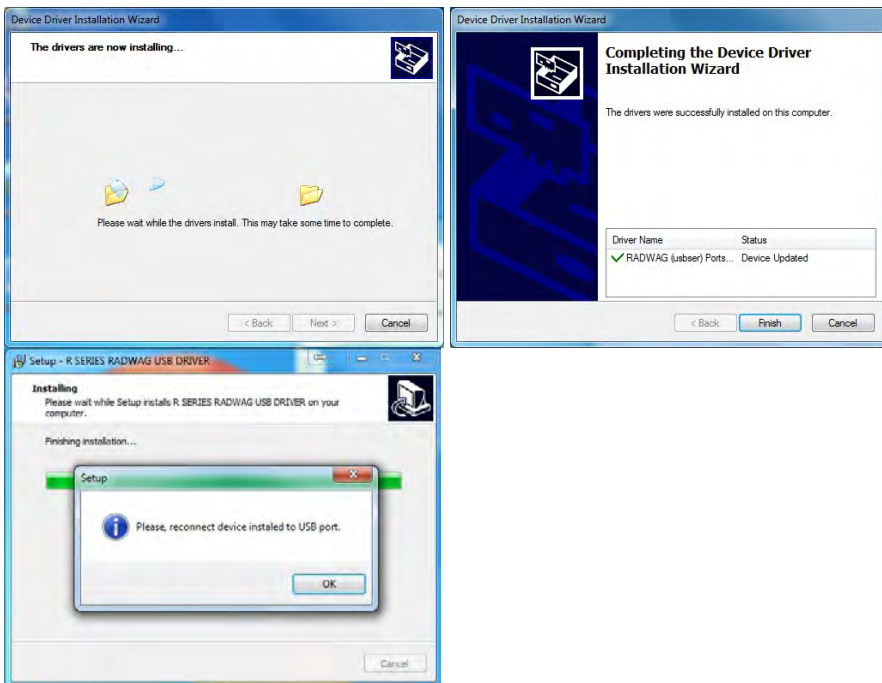 Device Driver Installation Wizard
The drivers are now installing...
Please wait while the drivers install. This may take some time to complete.
< Back
Next >
Cancel
Device Driver Installation Wizard
Completing the Device Driver
Installation Wizard
The drivers were successfully installed on this computer.
Driver Name
Status
RADWAG (usbser) Ports...
Device Updated
< Back
Finish
Cancel
Setup - R SERIES RADWAG USB DRIVER
Installing
Please wait while Setup installs R SERIES RADWAG USB DRIVER on your
computer.
Finishing installation...
Setup
Please, reconnect device instaled to USB port.
OK
Cancel